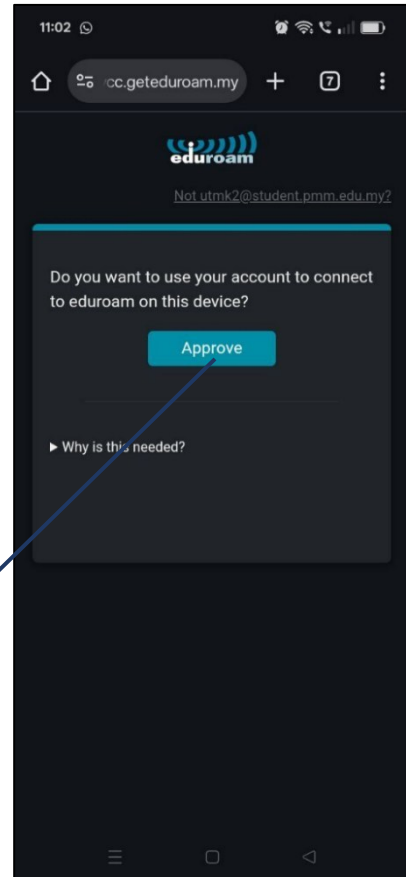 11:02
cc.geteduroam.my
7
eduroam
Not utmk2@student.pmm.edu.my?
Do you want to use your account to connect
to eduroam on this device?
Approve
Why is this needed?